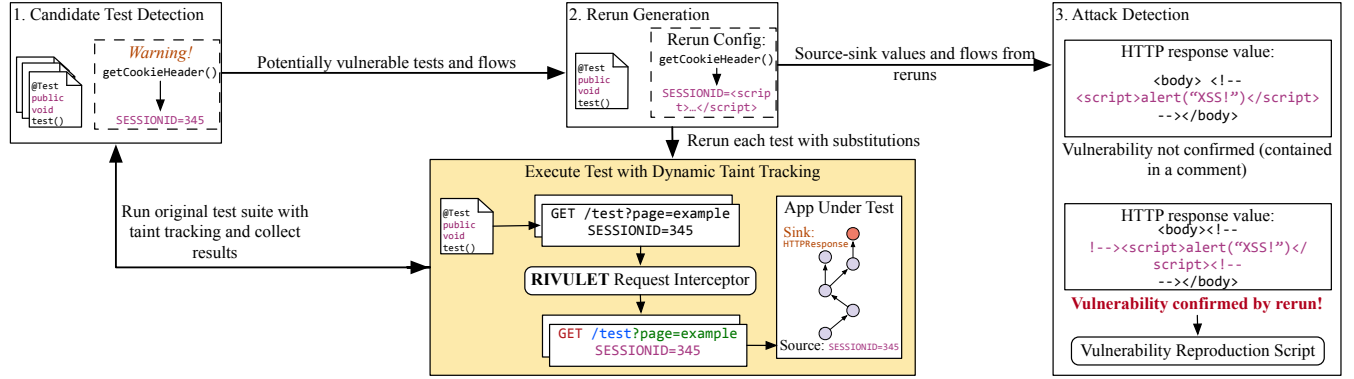 1. Candidate Test Detection
Warning!
getCookieHeader()
SESSIONID=345
@Test
public
void
test()
Potentially vulnerable tests and flows
2. Rerun Generation
Rerun Config:
getCookieHeader()
SESSIONID=<scrip
t>…</script>
@Test
public
void
test()
Source-sink values and flows from
reruns
3. Attack Detection
HTTP response value:
<body> <!--
<script>alert(“XSS!”)</script>
--></body>
Vulnerability not confirmed (contained
in a comment)
HTTP response value:
<body><!--
!--><script>alert(“XSS!”)</
script><!--
--></body>
Vulnerability confirmed by rerun!
Vulnerability Reproduction Script
Rerun each test with substitutions
Run original test suite with
taint tracking and collect
results
Execute Test with Dynamic Taint Tracking
@Test
public
void
test()
GET /test?page=example
SESSIONID=345
RIVULET Request Interceptor
GET /test?page=example
SESSIONID=345
App Under Test
Sink:
HTTPResponse
Source: SESSIONID=345